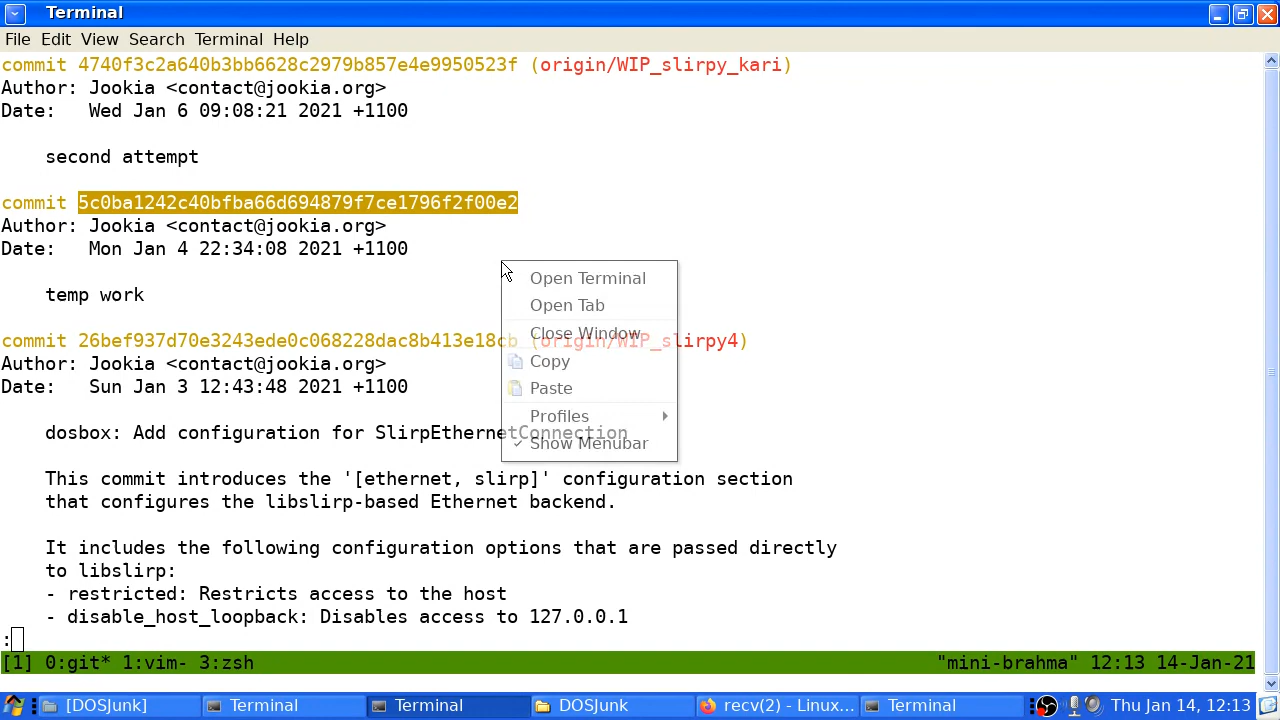 Terminal
File Edit View Search Terminal Help
commit 4740f3c2a640b3bb6628c2979b857e4e9950523f (origin/WIP_slirpy_kari)
Author: Jookia <contact@jookia.org>
Date:   Wed Jan 6 09:08:21 2021 +1100
second attempt
commit 5c0ba1242c40bfba66d694879f7ce1796f2f00e2
Author: Jookia <contact@jookia.org>
Date:   Mon Jan 4 22:34:08 2021 +1100
temp work
commit 26bef937d70e3243ede0c068228dac8b413e18cb (origin/WIP_slirpy4)
Author: Jookia <contact@jookia.org>
Date:   Sun Jan 3 12:43:48 2021 +1100
dosbox: Add configuration for SlirpEthernetConnection
This commit introduces the '[ethernet, slirp]' configuration section
that configures the libslirp-based Ethernet backend.
It includes the following configuration options that are passed directly
to libslirp:
- restricted: Restricts access to the host
- disable_host_loopback: Disables access to 127.0.0.1
:
Open Terminal
Open Tab
Close Window
Copy
Paste
Profiles
Show Menubar
[1] 0:git* 1:vim- 3:zsh "mini-brahma" 12:13 14-Jan-21
[DOSJunk] Terminal Terminal DOSJunk recv(2) - Linux... Terminal Thu Jan 14, 12:13